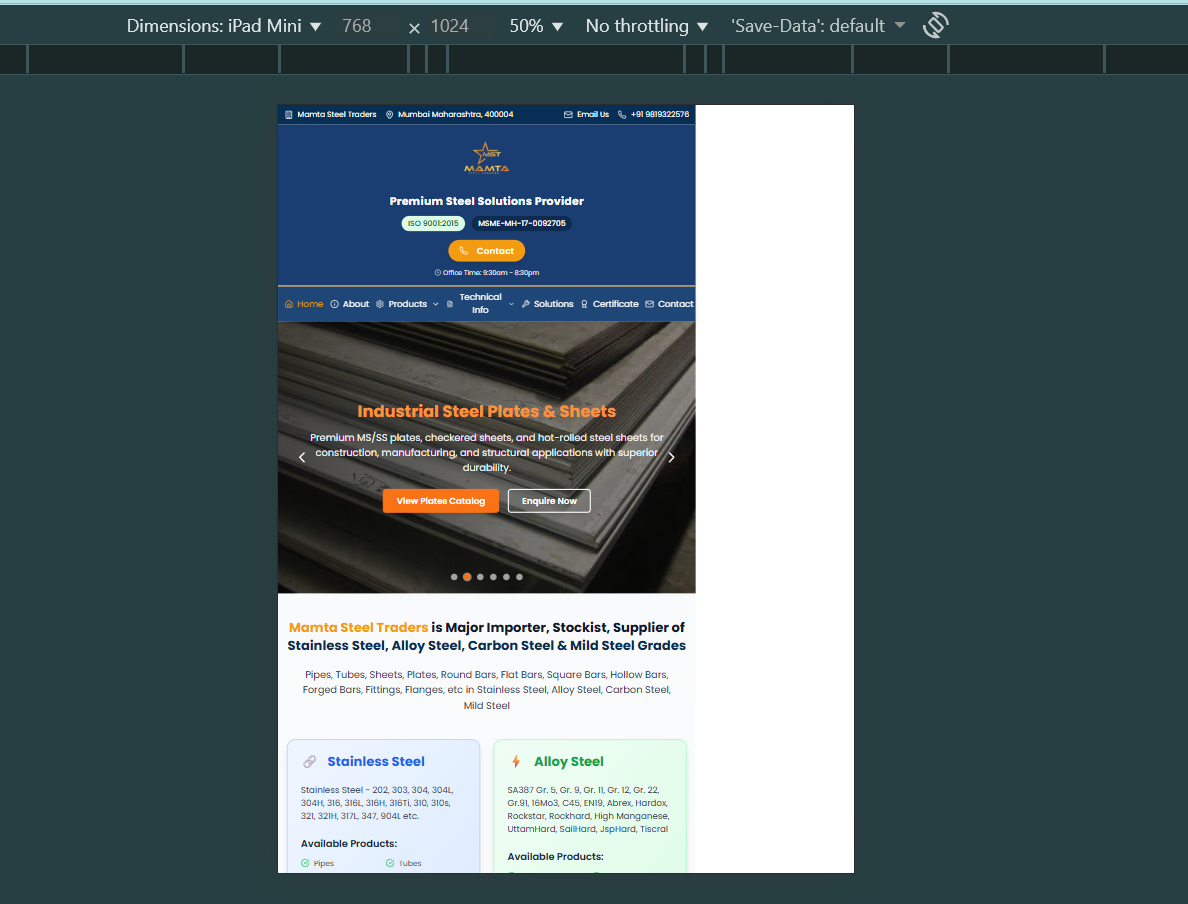 Dimensions: iPad Mini ▼ 768 × 1024 50% ▼ No throttling ▼ 'Save-Data': default
Mamta Steel Traders Mumbai Maharashtra, 400004 Email Us +91 9819322576
MST
MAMTA
Premium Steel Solutions Provider
ISO 9001:2015 MSME-MH-17-0092705
Contact
Office Time: 9:30am - 8:30pm
Home About Products Technical Info Solutions Certificate Contact
Industrial Steel Plates & Sheets
Premium MS/SS plates, checkered sheets, and hot-rolled steel sheets for
construction, manufacturing, and structural applications with superior
durability.
View Plates Catalog Enquire Now
Mamta Steel Traders is Major Importer, Stockist, Supplier of
Stainless Steel, Alloy Steel, Carbon Steel & Mild Steel Grades
Pipes, Tubes, Sheets, Plates, Round Bars, Flat Bars, Square Bars, Hollow Bars,
Forged Bars, Fittings, Flanges, etc in Stainless Steel, Alloy Steel, Carbon Steel,
Mild Steel
Stainless Steel
Stainless Steel - 202, 303, 304, 304L,
304H, 316, 316L, 316H, 316Ti, 310, 310s,
321, 321H, 317L, 347, 904L etc.
Available Products:
Pipes Tubes
Alloy Steel
SA387 Gr. 5, Gr. 9, Gr. 11, Gr. 12, Gr. 22,
Gr.91, 16Mo3, C45, EN19, Abrex, Hardox,
Rockstar, Rockhard, High Manganese,
UttamHard, SailHard, JspHard, Tiscral
Available Products: